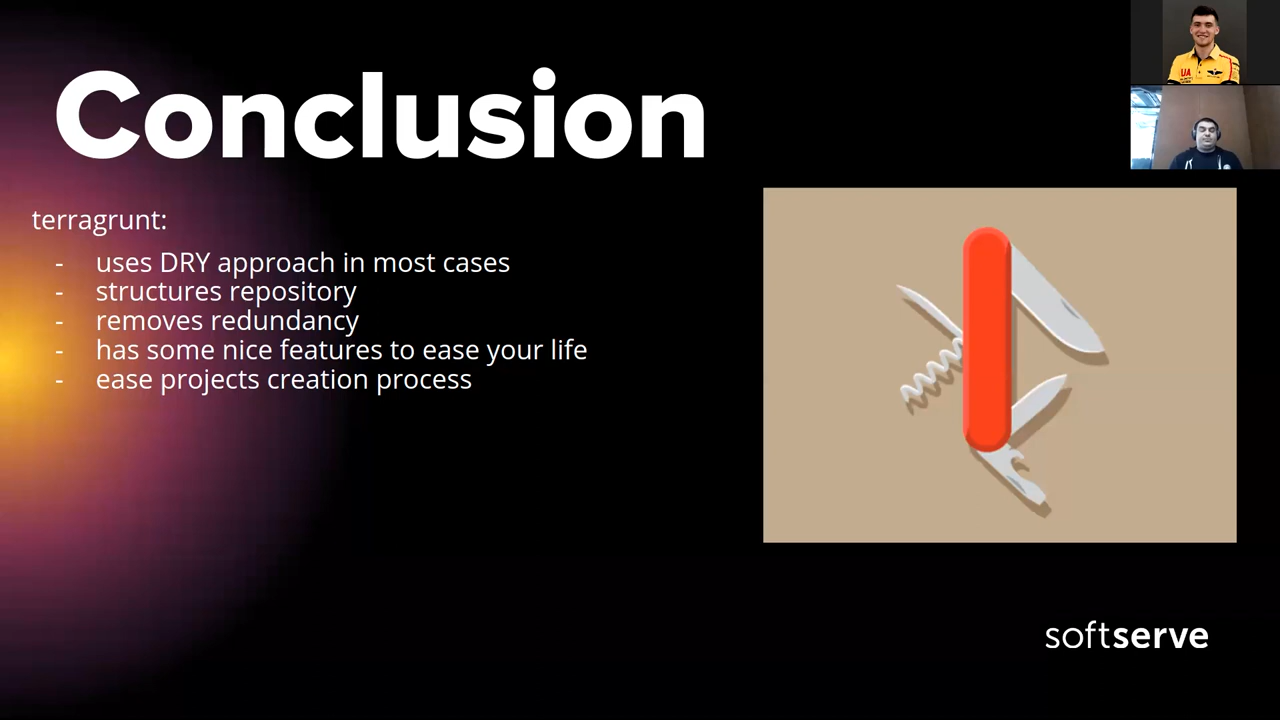 Conclusion
terragrunt:
- uses DRY approach in most cases
- structures repository
- removes redundancy
- has some nice features to ease your life
- ease projects creation process
UA
softserve